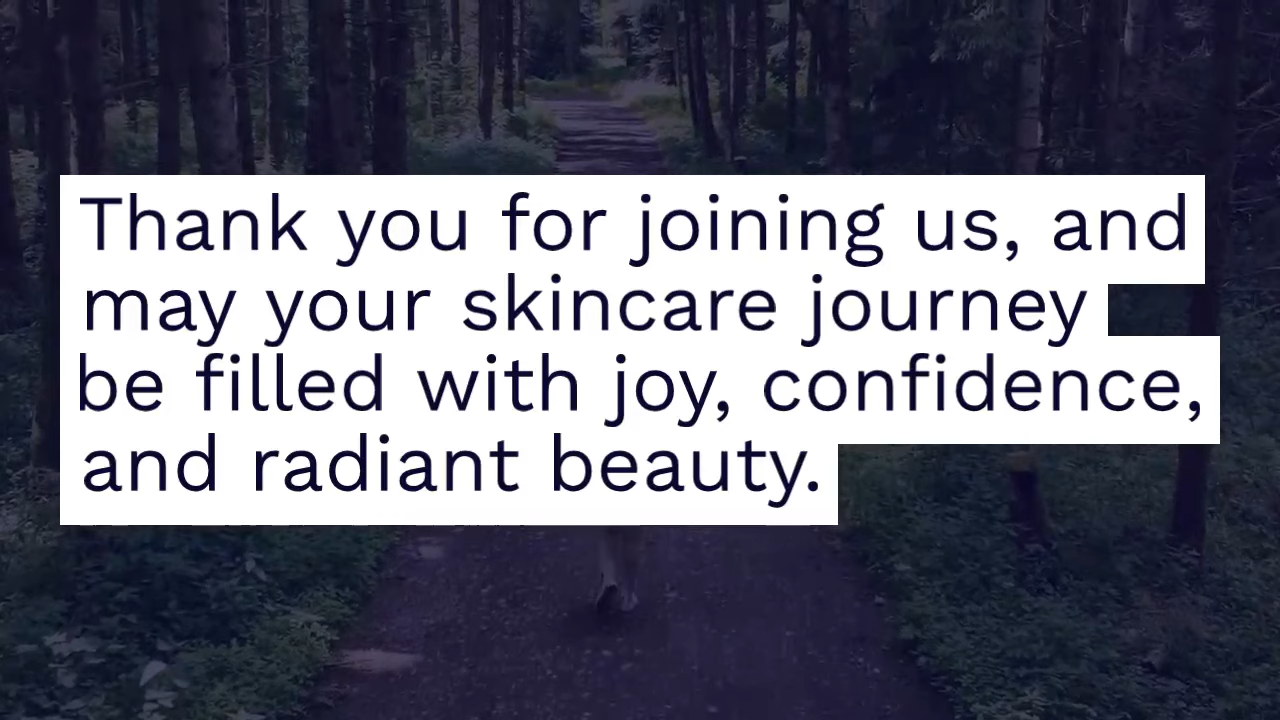 Thank you for joining us, and
may your skincare journey
be filled with joy, confidence,
and radiant beauty.